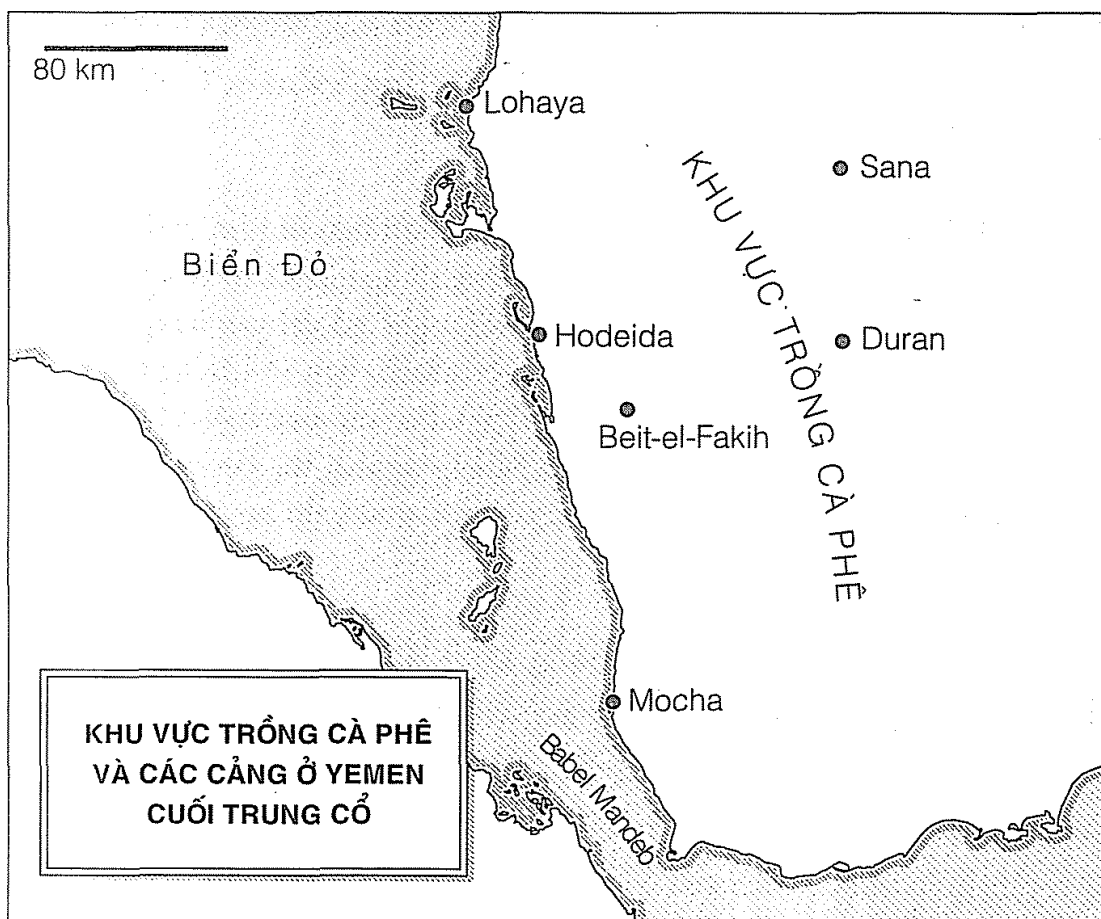 80 km
Lohaya
Sana
Biển Đỏ
Hodeida
Duran
Beit-el-Fakih
KHU VỰC TRỒNG CÀ PHÊ
Mocha
Babel Mandeb
KHU VỰC TRỒNG CÀ PHÊ
VÀ CÁC CẢNG Ở YEMEN
CUỐI TRUNG CỔ